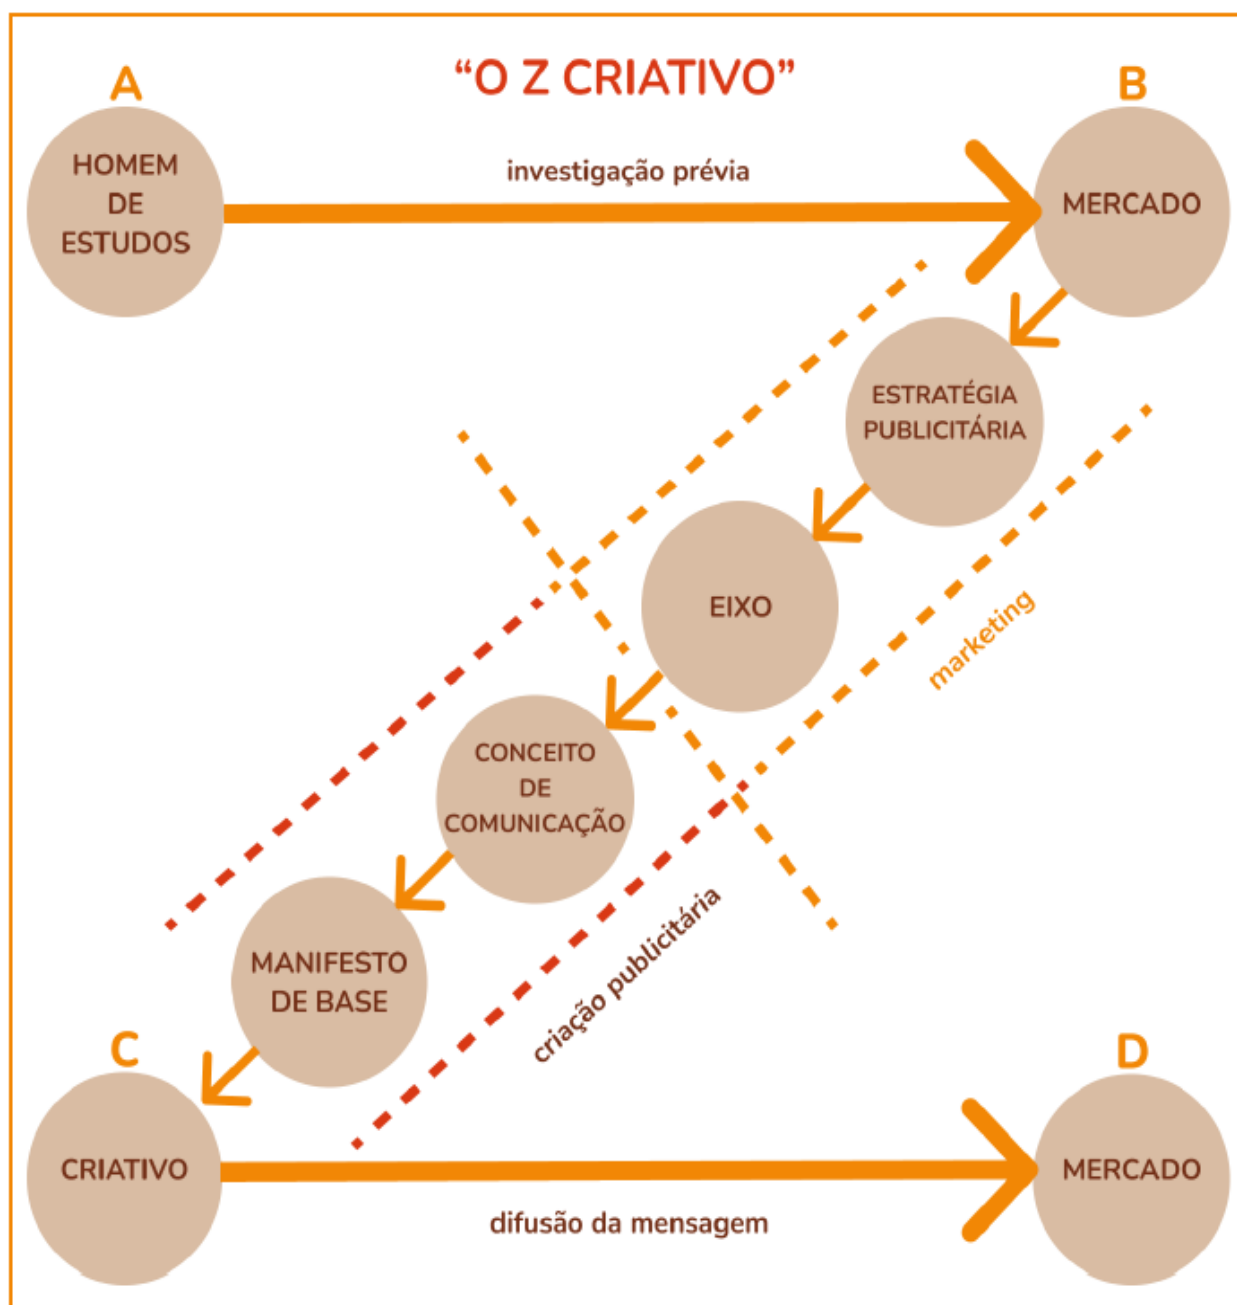 “O Z CRIATIVO”
A
B
HOMEM
DE
ESTUDOS
investigação prévia
MERCADO
ESTRATÉGIA
PUBLICITÁRIA
EIXO
marketing
CONCEITO
DE
COMUNICAÇÃO
criação publicitária
MANIFESTO
DE BASE
C
D
CRIATIVO
difusão da mensagem
MERCADO